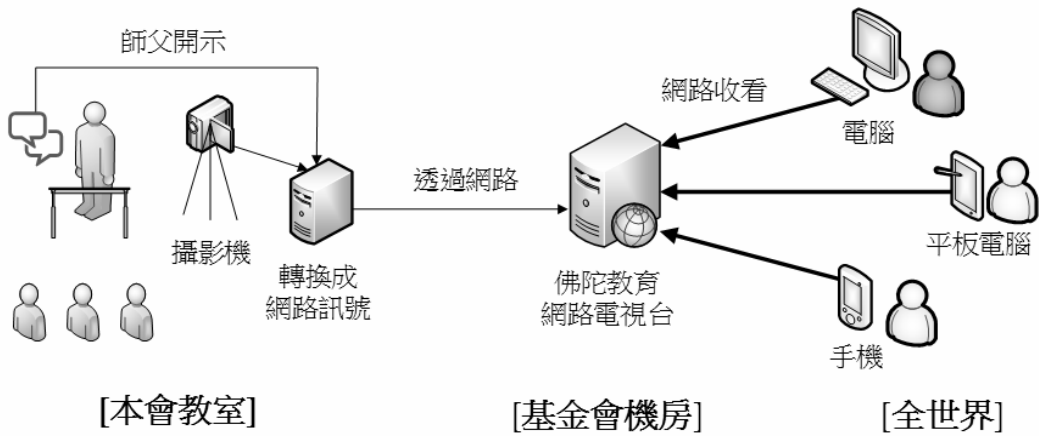 師父開示
攝影機
轉換成
網路訊號
透過網路
佛陀教育
網路電視台
網路收看
電腦
平板電腦
手機
[本會教室]
[基金會機房]
[全世界]